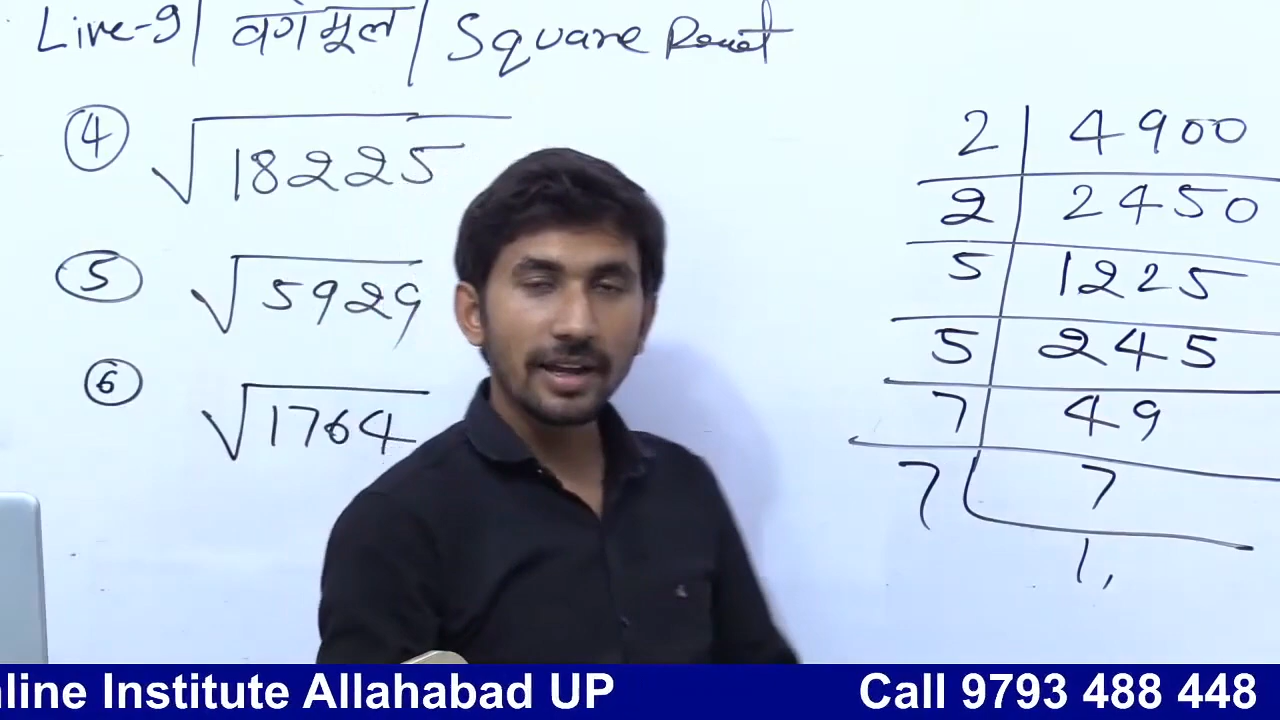 Live-9 | वर्गमूल | Square Root
④ √18225
⑤ √5929
⑥ √1764
2 | 4900
2 | 2450
5 | 1225
5 | 245
7 | 49
7 | 7
1,
nline Institute Allahabad UP Call 9793 488 448